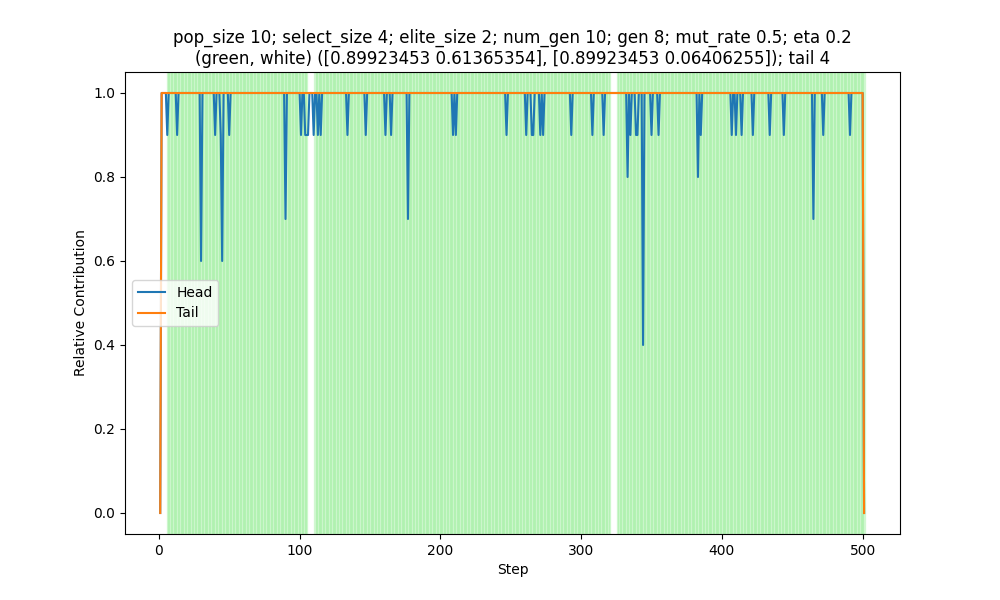 pop_size 10; select_size 4; elite_size 2; num_gen 10; gen 8; mut_rate 0.5; eta 0.2
(green, white) ([0.89923453 0.61365354], [0.89923453 0.06406255]); tail 4
1.0
0.8
0.6
0.4
0.2
0.0
Relative Contribution
Head
Tail
0
100
200
300
400
500
Step